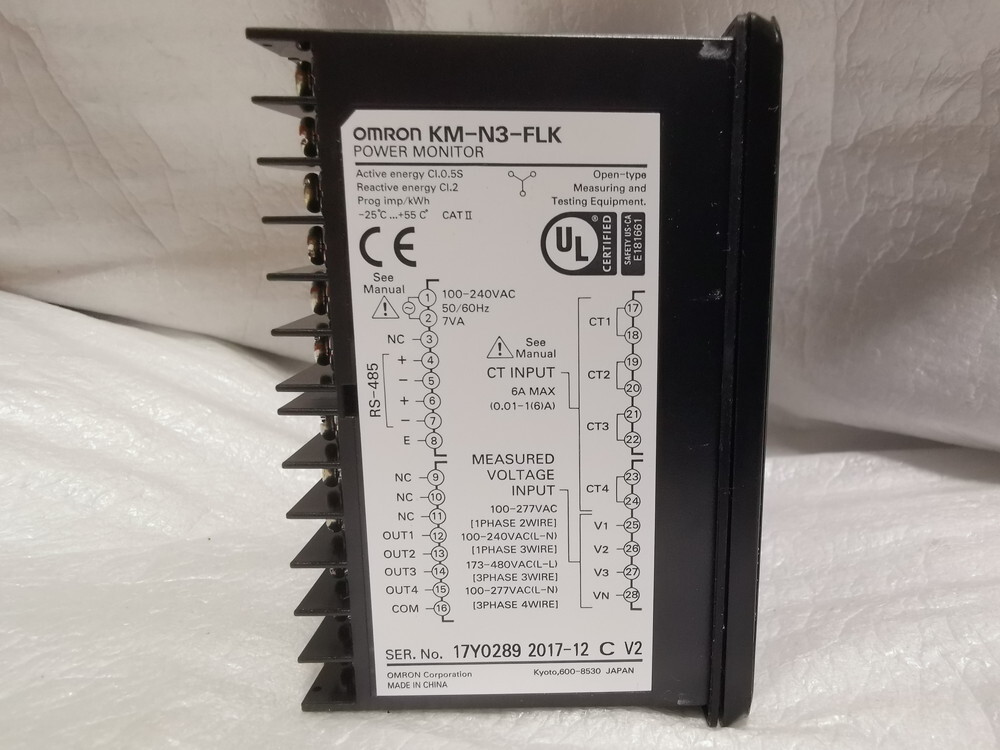 OMRON KM-N3-FLK
POWER MONITOR
Active energy Cl.0.5S
Reactive energy Cl.2
Prog imp/kWh
-25℃...+55 C° CAT II
Open-type
Measuring and
Testing Equipment.
CE
UL ®
CERTIFIED
SAFETY US-CA
E181661
See
Manual
1 100-240VAC
50/60Hz
2 7VA
NC 3
RS-485
+ 4
- 5
+ 6
- 7
E 8
NC 9
NC 10
NC 11
OUT1 12
OUT2 13
OUT3 14
OUT4 15
COM 16
See
Manual
CT INPUT
6A MAX
(0.01-1(6)A)
MEASURED
VOLTAGE
INPUT
100-277VAC
[1PHASE 2WIRE]
100-240VAC(L-N)
[1PHASE 3WIRE]
173-480VAC(L-L)
[3PHASE 3WIRE]
100-277VAC(L-N)
[3PHASE 4WIRE]
CT1 17
18
CT2 19
20
CT3 21
22
CT4 23
24
V1 25
V2 26
V3 27
VN 28
SER. No. 17Y0289 2017-12 C V2
OMRON Corporation Kyoto,600-8530 JAPAN
MADE IN CHINA